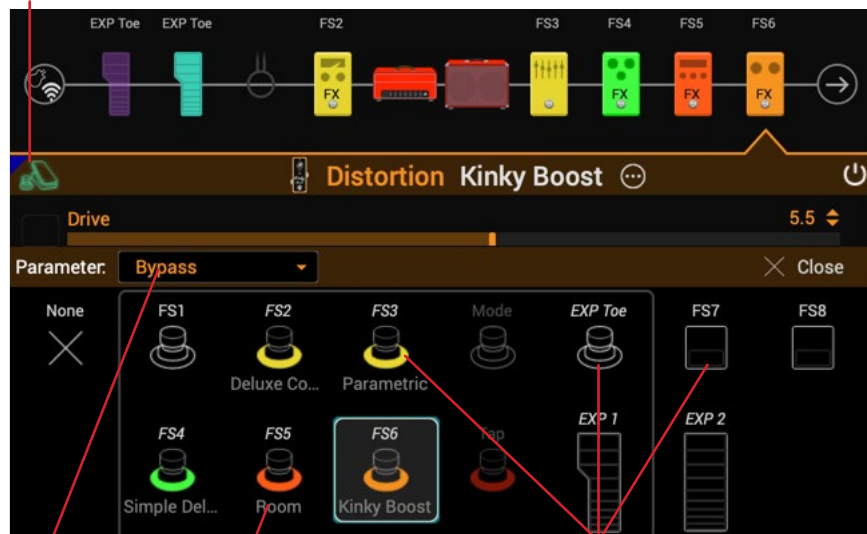 EXP Toe EXP Toe FS2 FS3 FS4 FS5 FS6
FX FX FX FX
Distortion Kinky Boost
Drive 5.5
Parameter: Bypass Close
None FS1 FS2 FS3 Mode EXP Toe FS7 FS8
Deluxe Co... Parametric
FS4 FS5 FS6 Tap EXP 1 EXP 2
Simple Del... Room Kinky Boost